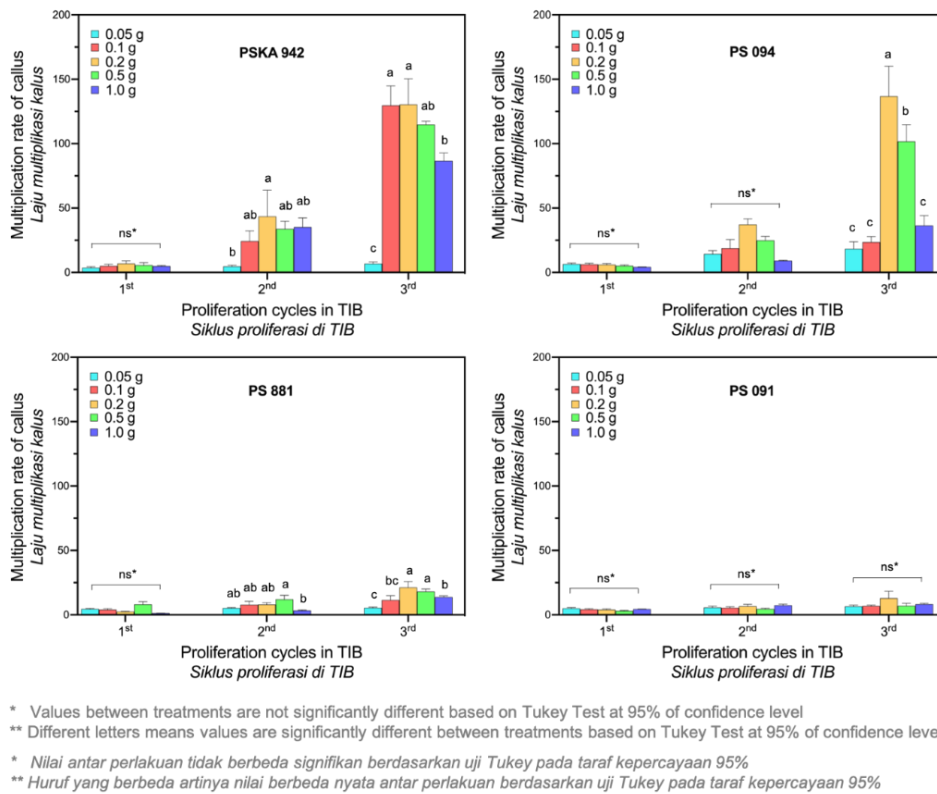 PSKA 942
0.05 g
0.1 g
0.2 g
0.5 g
1.0 g
Multiplication rate of callus
Laju multiplikasi kalus
200
150
100
50
0
ns*
b
ab
a
ab
ab
c
a
a
ab
b
1st
2nd
3rd
Proliferation cycles in TIB
Siklus proliferasi di TIB
PS 094
0.05 g
0.1 g
0.2 g
0.5 g
1.0 g
Multiplication rate of callus
Laju multiplikasi kalus
200
150
100
50
0
ns*
ns*
c
c
a
b
c
1st
2nd
3rd
Proliferation cycles in TIB
Siklus proliferasi di TIB
PS 881
0.05 g
0.1 g
0.2 g
0.5 g
1.0 g
Multiplication rate of callus
Laju multiplikasi kalus
200
150
100
50
0
ns*
ab
ab
ab
a
b
c
bc
a
a
b
1st
2nd
3rd
Proliferation cycles in TIB
Siklus proliferasi di TIB
PS 091
0.05 g
0.1 g
0.2 g
0.5 g
1.0 g
Multiplication rate of callus
Laju multiplikasi kalus
200
150
100
50
0
ns*
ns*
ns*
1st
2nd
3rd
Proliferation cycles in TIB
Siklus proliferasi di TIB
* Values between treatments are not significantly different based on Tukey Test at 95% of confidence level
** Different letters means values are significantly different between treatments based on Tukey Test at 95% of confidence leve
* Nilai antar perlakuan tidak berbeda signifikan berdasarkan uji Tukey pada taraf kepercayaan 95%
** Huruf yang berbeda artinya nilai berbeda nyata antar perlakuan berdasarkan uji Tukey pada taraf kepercayaan 95%